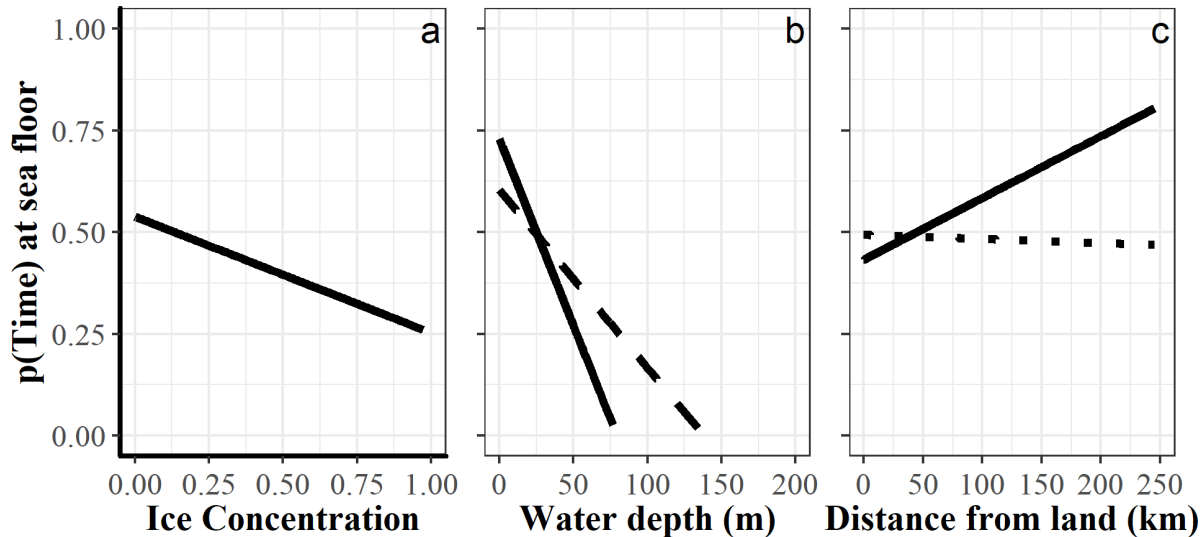 p(Time) at sea floor
1.00
0.75
0.50
0.25
0.00
a
b
c
0.00 0.25 0.50 0.75 1.00
0 50 100 150 200
0 50 100 150 200 250
Ice Concentration
Water depth (m)
Distance from land (km)